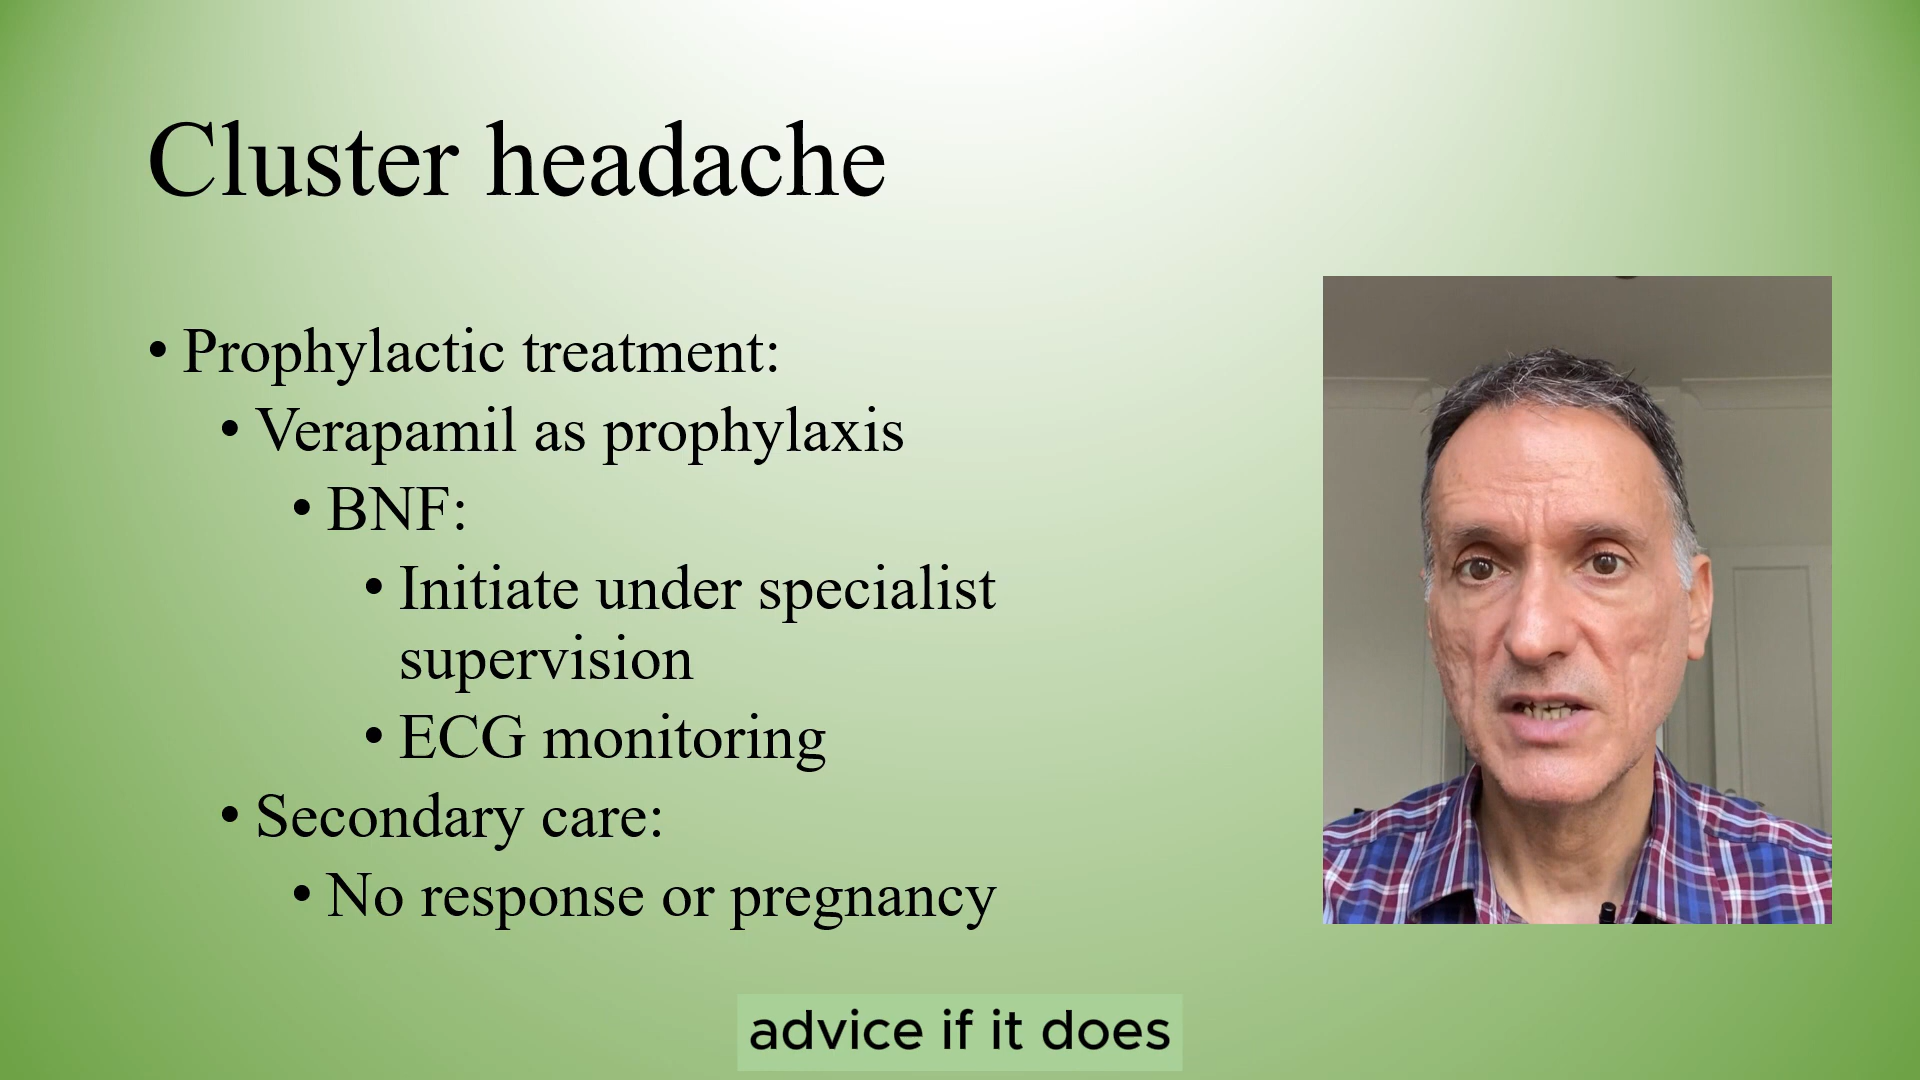 Cluster headache
• Prophylactic treatment:
• Verapamil as prophylaxis
• BNF:
• Initiate under specialist
supervision
• ECG monitoring
• Secondary care:
• No response or pregnancy
advice if it does